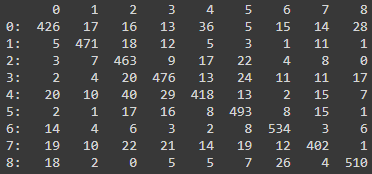 0 1 2 3 4 5 6 7 8
0: 426 17 16 13 36 5 15 14 28
1: 5 471 18 12 5 3 1 11 1
2: 3 7 463 9 17 22 4 8 0
3: 2 4 20 476 13 24 11 11 17
4: 20 10 40 29 418 13 2 15 7
5: 2 1 17 16 8 493 8 15 1
6: 14 4 6 3 2 8 534 3 6
7: 19 10 22 21 14 19 12 402 1
8: 18 2 0 5 5 7 26 4 510